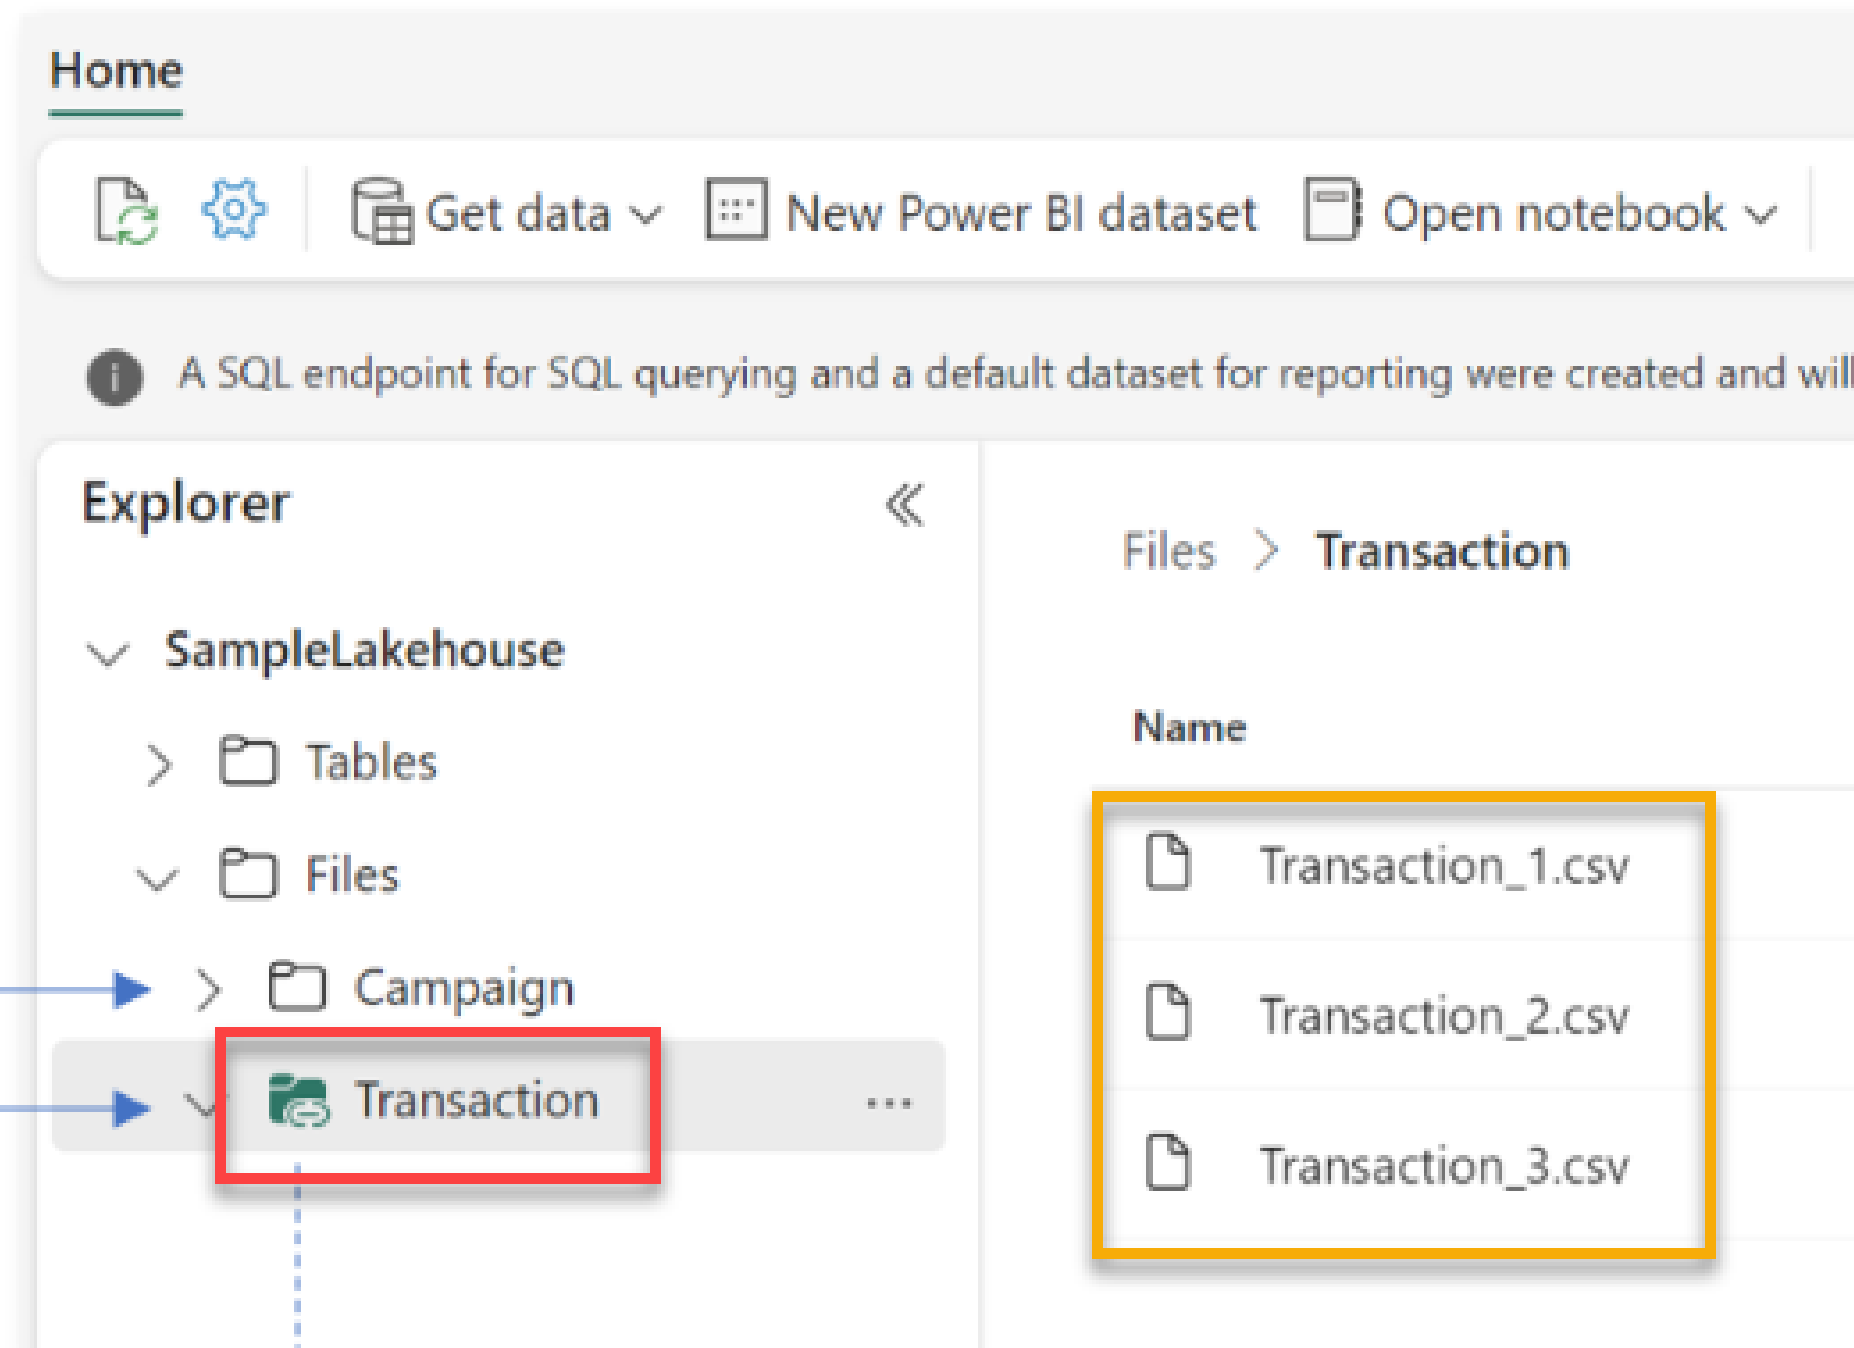 Home
Get data New Power BI dataset Open notebook
A SQL endpoint for SQL querying and a default dataset for reporting were created and will
Explorer
SampleLakehouse
Tables
Files
Campaign
Transaction
Files > Transaction
Name
Transaction_1.csv
Transaction_2.csv
Transaction_3.csv